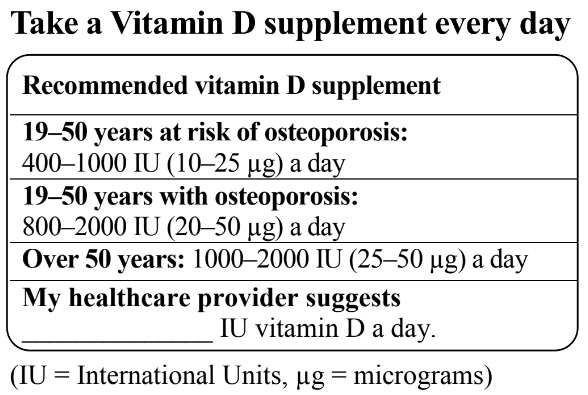 Take a Vitamin D supplement every day
Recommended vitamin D supplement
19–50 years at risk of osteoporosis:
400–1000 IU (10–25 µg) a day
19–50 years with osteoporosis:
800–2000 IU (20–50 µg) a day
Over 50 years: 1000–2000 IU (25–50 µg) a day
My healthcare provider suggests
______________ IU vitamin D a day.
(IU = International Units, µg = micrograms)